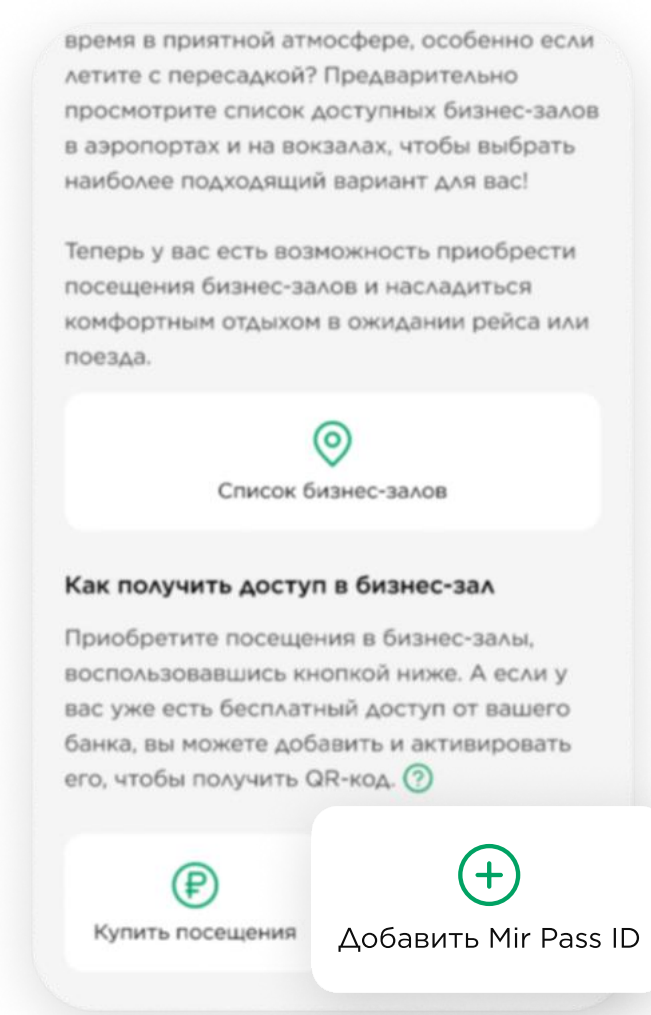 время в приятной атмосфере, особенно если
летите с пересадкой? Предварительно
просмотрите список доступных бизнес-залов
в аэропортах и на вокзалах, чтобы выбрать
наиболее подходящий вариант для вас!
Теперь у вас есть возможность приобрести
посещения бизнес-залов и насладиться
комфортным отдыхом в ожидании рейса или
поезда.
Список бизнес-залов
Как получить доступ в бизнес-зал
Приобретите посещения в бизнес-залы,
воспользовавшись кнопкой ниже. А если у
вас уже есть бесплатный доступ от вашего
банка, вы можете добавить и активировать
его, чтобы получить QR-код. ?
Купить посещения
Добавить Mir Pass ID